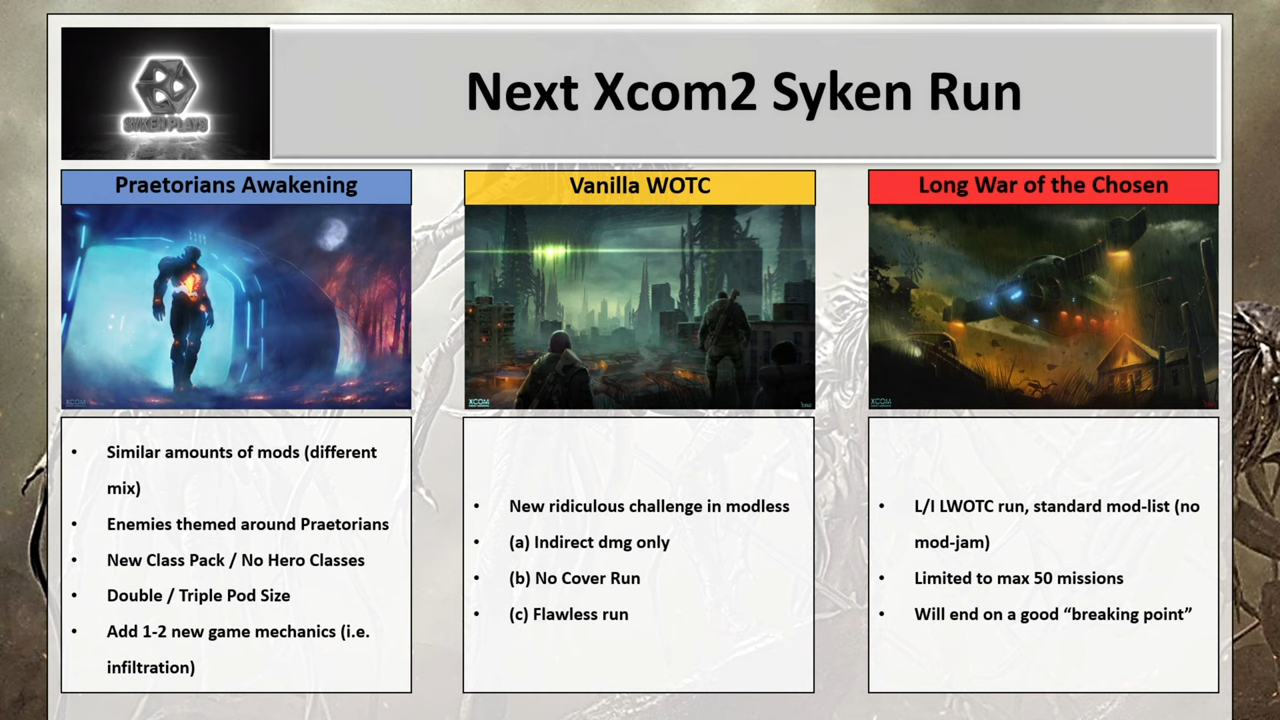 SYKEN PLAYS
Next Xcom2 Syken Run
Praetorians Awakening
Vanilla WOTC
Long War of the Chosen
XCOM
XCOM
XCOM
• Similar amounts of mods (different
mix)
• Enemies themed around Praetorians
• New Class Pack / No Hero Classes
• Double / Triple Pod Size
• Add 1-2 new game mechanics (i.e.
infiltration)
• New ridiculous challenge in modless
• (a) Indirect dmg only
• (b) No Cover Run
• (c) Flawless run
• L/I LWOTC run, standard mod-list (no
mod-jam)
• Limited to max 50 missions
• Will end on a good “breaking point”